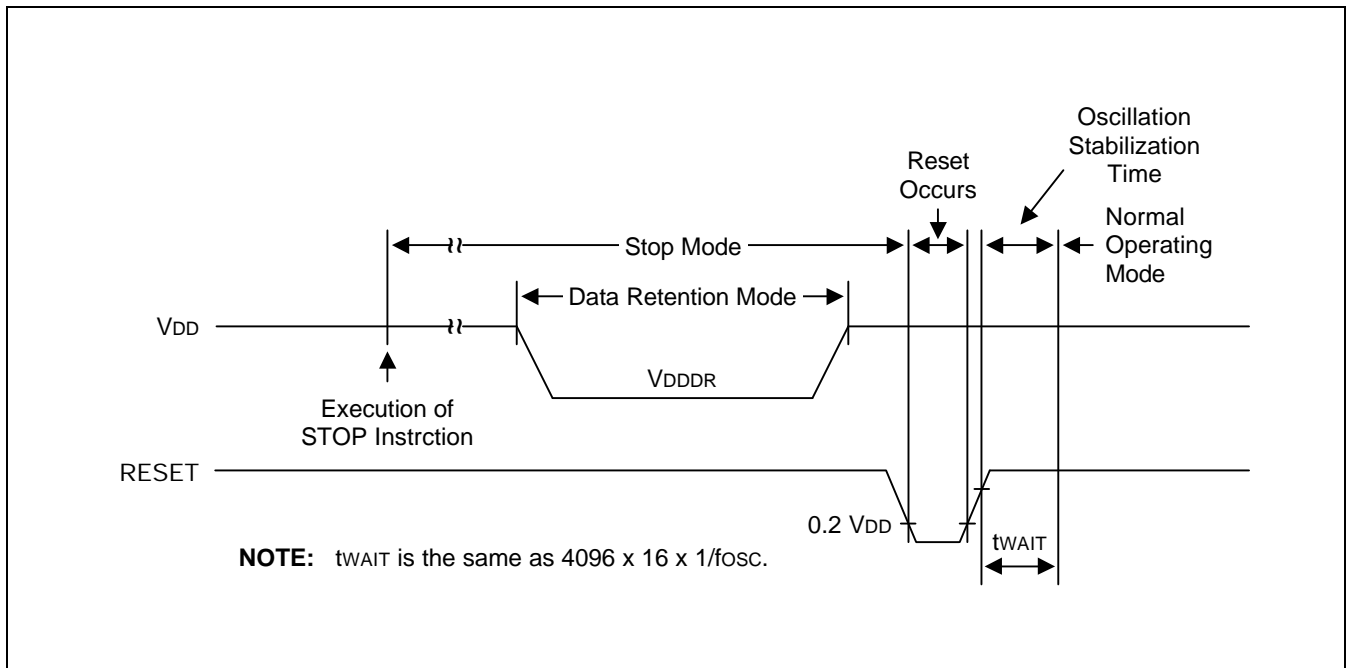 Oscillation
Stabilization
Time
Reset
Occurs
Normal
Operating
Mode
Stop Mode
Data Retention Mode
VDD
VDDDR
Execution of
STOP Instrction
RESET
0.2 VDD
tWAIT
NOTE: tWAIT is the same as 4096 x 16 x 1/fOSC.